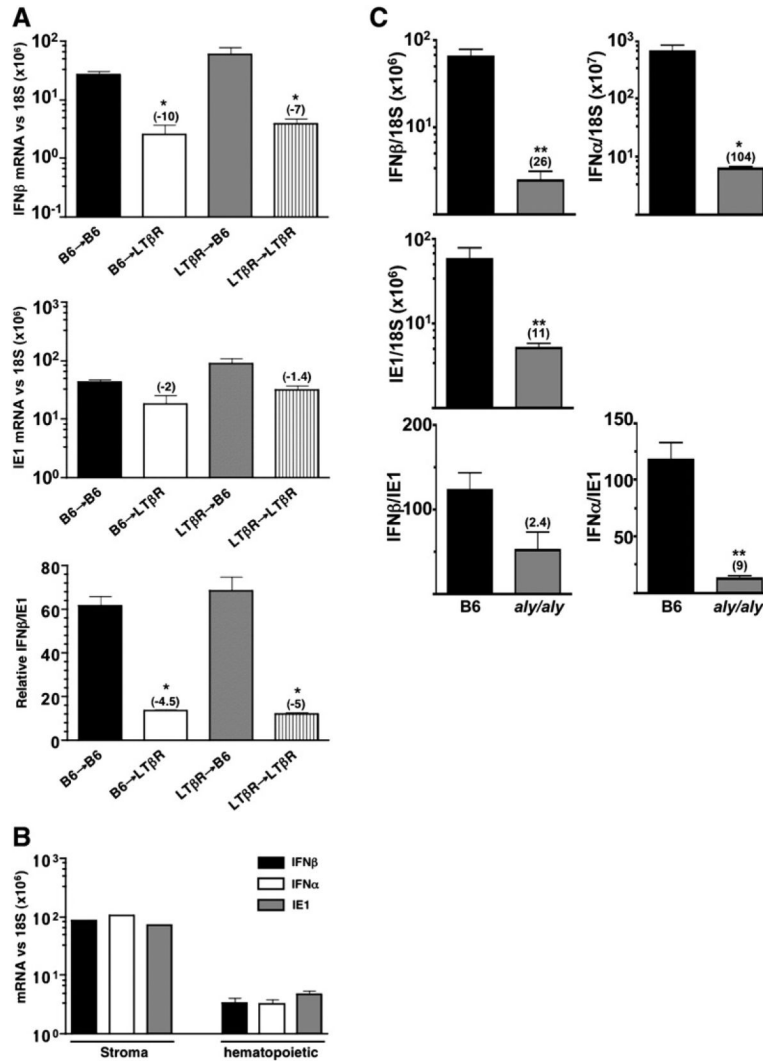 A
IFNβ mRNA vs 18S (x10⁶)
10²
10¹
10⁰
10⁻¹
*
(-10)
*
(-7)
B6→B6
B6→LTβR
LTβR→B6
LTβR→LTβR
IE1 mRNA vs 18S (x10⁶)
10³
10²
10¹
10⁰
(-2)
(-1.4)
B6→B6
B6→LTβR
LTβR→B6
LTβR→LTβR
Relative IFNβ/IE1
80
60
40
20
0
*
(-4.5)
*
(-5)
B6→B6
B6→LTβR
LTβR→B6
LTβR→LTβR
B
mRNA vs 18S (x10⁶)
10³
10²
10¹
10⁰
IFNβ
IFNα
IE1
Stroma
hematopoietic
C
IFNβ/18S (x10⁶)
10²
10¹
**
(26)
IFNα/18S (x10⁷)
10³
10²
10¹
*
(104)
IE1/18S (x10⁶)
10²
10¹
**
(11)
IFNβ/IE1
200
100
(2.4)
B6
aly/aly
IFNα/IE1
150
100
50
**
(9)
B6
aly/aly